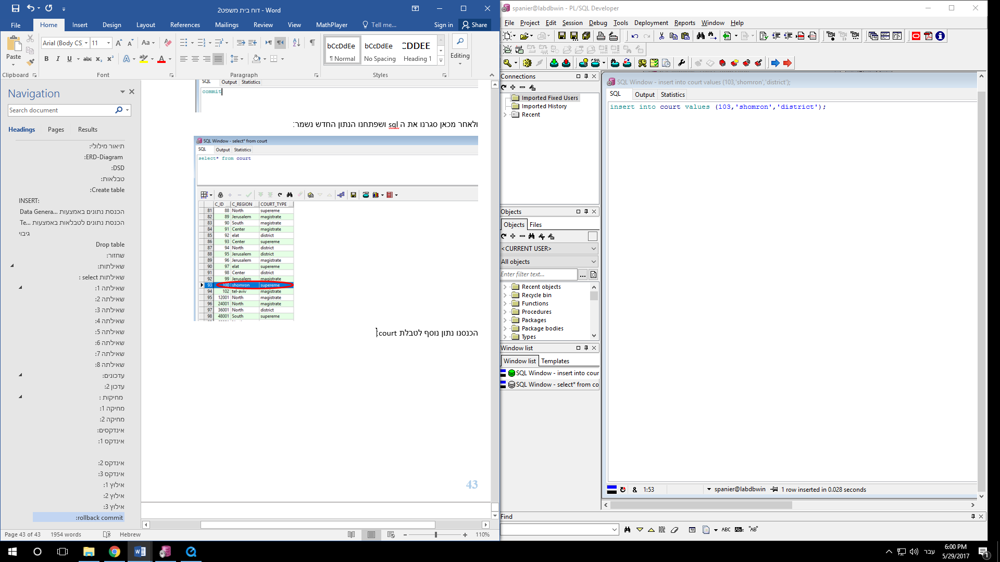 דוח בית משפט2 - Word
File
Home
Insert
Design
Layout
References
Mailings
Review
View
MathPlayer
Tell me...
Sign in
Share
Paste
Clipboard
Arial (Body CS
11
Aa
B I U abc x₂ x²
Font
Paragraph
bCcDdEe
¶ Normal
bCcDdEe
No Spacing
CDDEE
Heading 1
Styles
Editing
Navigation
Search document
Headings
Pages
Results
תיאור מילולי:
ERD-Diagram:
DSD:
טבלאות:
Create table:
INSERT:
הכנסת נתונים באמצעות Data Genera...
הכנסת נתונים לטבלאות באמצעות Te...
גיבוי
Drop table
שחזור:
שאילתות:
שאילתות select :
שאילתה 1:
שאילתה 2:
שאילתה 3:
שאילתה 4:
שאילתה 5:
שאילתה 6:
שאילתה 7:
שאילתה 8:
עדכונים:
עדכון 2:
מחיקות :
מחיקה 1:
מחיקה 2:
אינדקסים:
אינדקס 1:
אינדקס 2:
אינדקס 3:
אילוץ 1:
אילוץ 2:
אילוץ 3:
rollback commit:
SQL Output Statistics
commit
ולאחר מכאן סגרנו את ה sql ושפתחנו הנתון החדש נשמר:
SQL Window - select* from court
SQL Output Statistics
select* from court
C_ID C_REGION COURT_TYPE
81 88 North supereme
82 89 Jerusalem magistrate
83 90 South magistrate
84 91 Center magistrate
85 92 elat district
86 93 Center supereme
87 94 North district
88 95 Jerusalem district
89 96 Jerusalem magistrate
90 97 elat supereme
91 98 Center district
92 99 Jerusalem magistrate
93 100 shomron supereme
94 102 tel-aviv magistrate
95 12001 North magistrate
96 24001 North magistrate
97 36001 North district
98 48001 South supereme
הכנסנו נתון נוסף לטבלת court:
43
Page 43 of 43
1954 words
Hebrew
110%
spanier@labdbwin - PL/SQL Developer
File Project Edit Session Debug Tools Deployment Reports Window Help
Connections
Imported Fixed Users
Imported History
Recent
Objects
Objects Files
<CURRENT USER>
All objects
Enter filter text...
Recent objects
Recycle bin
Functions
Procedures
Packages
Package bodies
Types
Window list
Window list Templates
SQL Window - insert into cour
SQL Window - select* from co
SQL Window - insert into court values (103,'shomron','district');
SQL Output Statistics
insert into court values (103,'shomron','district');
& 1:53
spanier@labdbwin
1 row inserted in 0.028 seconds
Find
ABC
"AB"
עבר
6:00 PM
5/29/2017
1